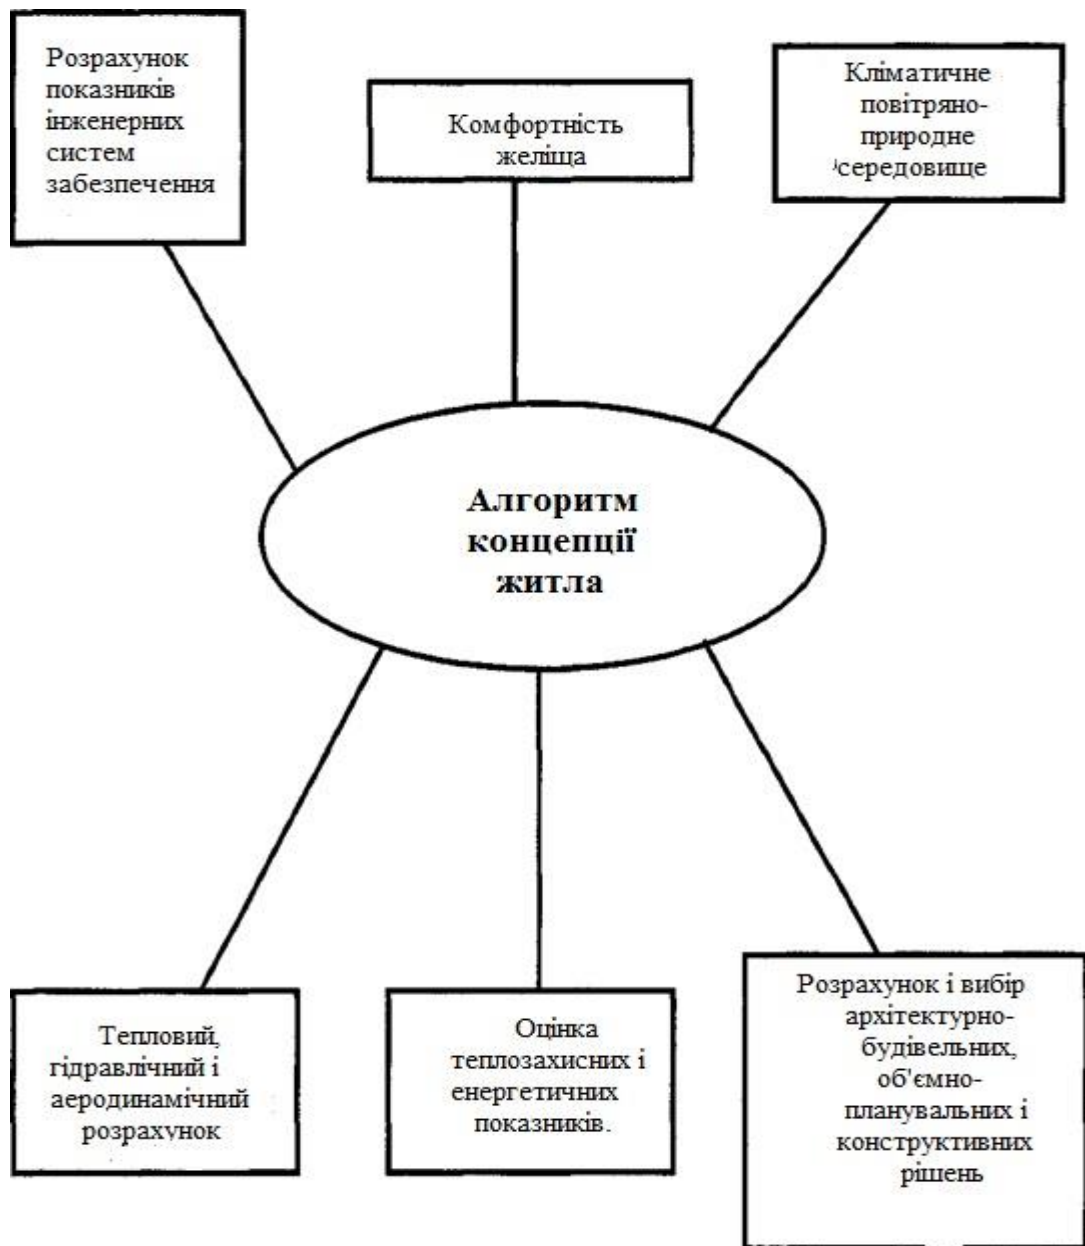 Розрахунок
показників
інженерних
систем
забезпечення
Комфортність
желіща
Кліматичне
повітряно-
природне
середовище
Алгоритм
концепції
житла
Тепловий,
гідравлічний і
аеродинамічний
розрахунок
Оцінка
теплозахисних і
енергетичних
показників.
Розрахунок і вибір
архітектурно-
будівельних,
об'ємно-
планувальних і
конструктивних
рішень